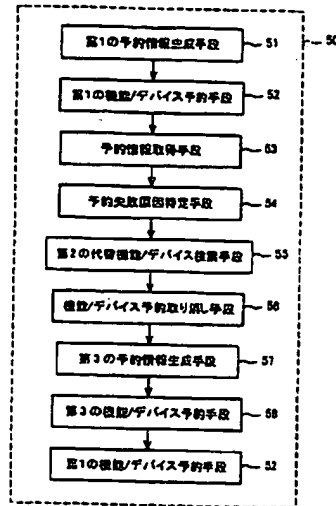 50
第1の予約情報生成手段 51
第1の機能/デバイス予約手段 52
予約情報取得手段 53
予約失敗原因特定手段 54
第2の代替機能/デバイス検索手段 55
機能/デバイス予約取り消し手段 56
第3の予約情報生成手段 57
第3の機能/デバイス予約手段 58
第1の機能/デバイス予約手段 52